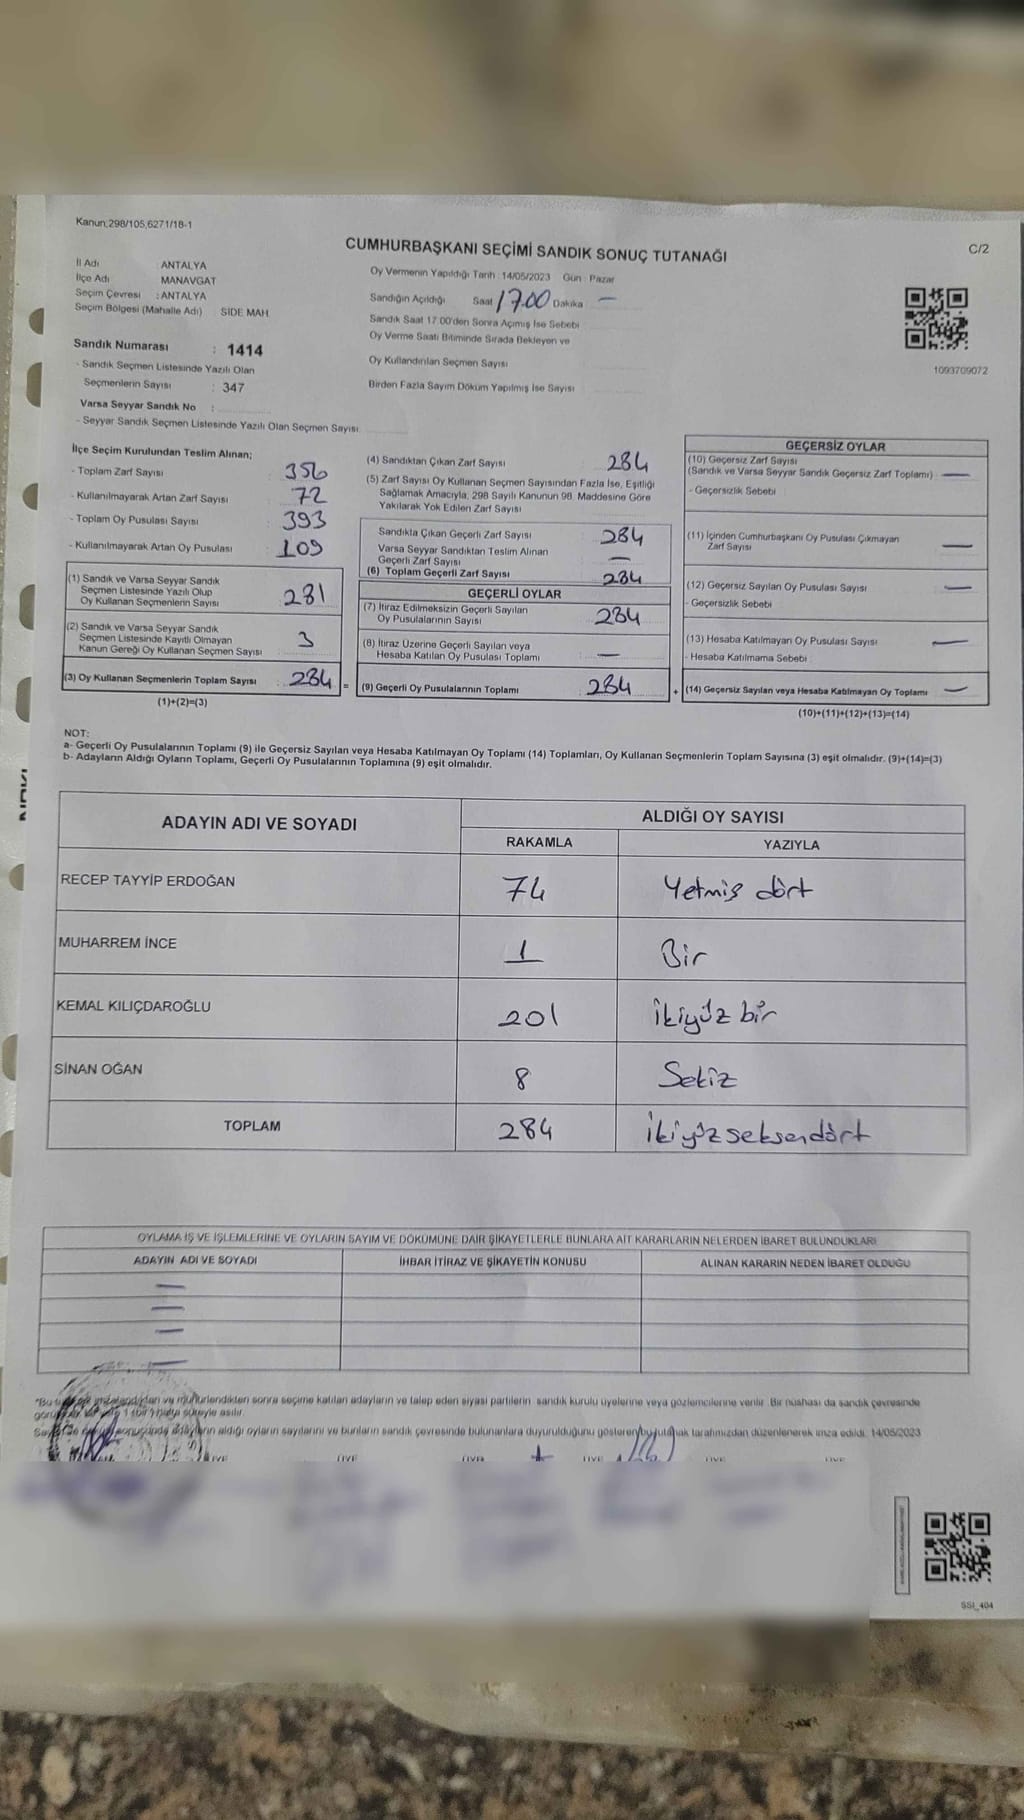 Kanun:298/105,6271/18-1
C/2
CUMHURBAŞKANI SEÇİMİ SANDIK SONUÇ TUTANAĞI
İl Adı : ANTALYA
İlçe Adı : MANAVGAT
Seçim Çevresi : ANTALYA
Seçim Bölgesi (Mahalle Adı) SİDE MAH.
Sandık Numarası : 1414
- Sandık Seçmen Listesinde Yazılı Olan
Seçmenlerin Sayısı : 347
Varsa Seyyar Sandık No :
- Seyyar Sandık Seçmen Listesinde Yazılı Olan Seçmen Sayısı:
Oy Vermenin Yapıldığı Tarih : 14/05/2023 Gün : Pazar
Sandığın Açıldığı Saat 17.00 Dakika —
Sandık Saat 17:00'den Sonra Açımış İse Sebebi
Oy Verme Saati Bitiminde Sırada Bekleyen ve
Oy Kullandırılan Seçmen Sayısı
Birden Fazla Sayım Döküm Yapılmış İse Sayısı
1093709072
İlçe Seçim Kurulundan Teslim Alınan;
- Toplam Zarf Sayısı : 356
- Kullanılmayarak Artan Zarf Sayısı : 72
- Toplam Oy Pusulası Sayısı : 393
- Kullanılmayarak Artan Oy Pusulası : 109
(1) Sandık ve Varsa Seyyar Sandık
Seçmen Listesinde Yazılı Olup
Oy Kullanan Seçmenlerin Sayısı : 281
(2) Sandık ve Varsa Seyyar Sandık
Seçmen Listesinde Kayıtlı Olmayan
Kanun Gereği Oy Kullanan Seçmen Sayısı : 3
(3) Oy Kullanan Seçmenlerin Toplam Sayısı : 284 =
(1)+(2)=(3)
(4) Sandıktan Çıkan Zarf Sayısı : 284
(5) Zarf Sayısı Oy Kullanan Seçmen Sayısından Fazla İse, Eşitliği
Sağlamak Amacıyla, 298 Sayılı Kanunun 98. Maddesine Göre
Yakılarak Yok Edilen Zarf Sayısı
Sandıkta Çıkan Geçerli Zarf Sayısı : 284
Varsa Seyyar Sandıktan Teslim Alınan
Geçerli Zarf Sayısı : —
(6) Toplam Geçerli Zarf Sayısı 284
GEÇERLİ OYLAR
(7) İtiraz Edilmeksizin Geçerli Sayılan
Oy Pusulalarının Sayısı : 284
(8) İtiraz Üzerine Geçerli Sayılan veya
Hesaba Katılan Oy Pusulası Toplamı : —
(9) Geçerli Oy Pusulalarının Toplamı : 284 +
GEÇERSİZ OYLAR
(10) Geçersiz Zarf Sayısı
(Sandık ve Varsa Seyyar Sandık Geçersiz Zarf Toplamı) : —
- Geçersizlik Sebebi :
(11) İçinden Cumhurbaşkanı Oy Pusulası Çıkmayan
Zarf Sayısı : —
(12) Geçersiz Sayılan Oy Pusulası Sayısı : —
- Geçersizlik Sebebi
(13) Hesaba Katılmayan Oy Pusulası Sayısı : —
- Hesaba Katılmama Sebebi :
(14) Geçersiz Sayılan veya Hesaba Katılmayan Oy Toplamı : —
(10)+(11)+(12)+(13)=(14)
NOT:
a- Geçerli Oy Pusulalarının Toplamı (9) ile Geçersiz Sayılan veya Hesaba Katılmayan Oy Toplamı (14) Toplamları, Oy Kullanan Seçmenlerin Toplam Sayısına (3) eşit olmalıdır. (9)+(14)=(3)
b- Adayların Aldığı Oyların Toplamı, Geçerli Oy Pusulalarının Toplamına (9) eşit olmalıdır.
ADAYIN ADI VE SOYADI
ALDIĞI OY SAYISI
RAKAMLA YAZIYLA
RECEP TAYYİP ERDOĞAN 74 Yetmiş dört
MUHARREM İNCE 1 Bir
KEMAL KILIÇDAROĞLU 201 İkiyüz bir
SİNAN OĞAN 8 Sekiz
TOPLAM 284 İkiyüzseksendört
OYLAMA İŞ VE İŞLEMLERİNE VE OYLARIN SAYIM VE DÖKÜMÜNE DAİR ŞİKAYETLERLE BUNLARA AİT KARARLARIN NELERDEN İBARET BULUNDUKLARI
ADAYIN ADI VE SOYADI İHBAR İTİRAZ VE ŞİKAYETİN KONUSU ALINAN KARARIN NEDEN İBARET OLDUĞU
—
—
—
—
mühürlendikten sonra seçime katılan adayların ve talep eden siyasi partilerin sandık kurulu üyelerine veya gözlemcilerine verilir. Bir nüshası da sandık çevresinde
süreyle asılır.
adayların aldığı oyların sayılarını ve bunların sandık çevresinde bulunanlara duyurulduğunu gösteren bu tutanak tarafımızdan düzenlenerek imza edildi. 14/05/2023
ÜYE ÜYE ÜYE ÜYE ÜYE ÜYE
SSİ_404